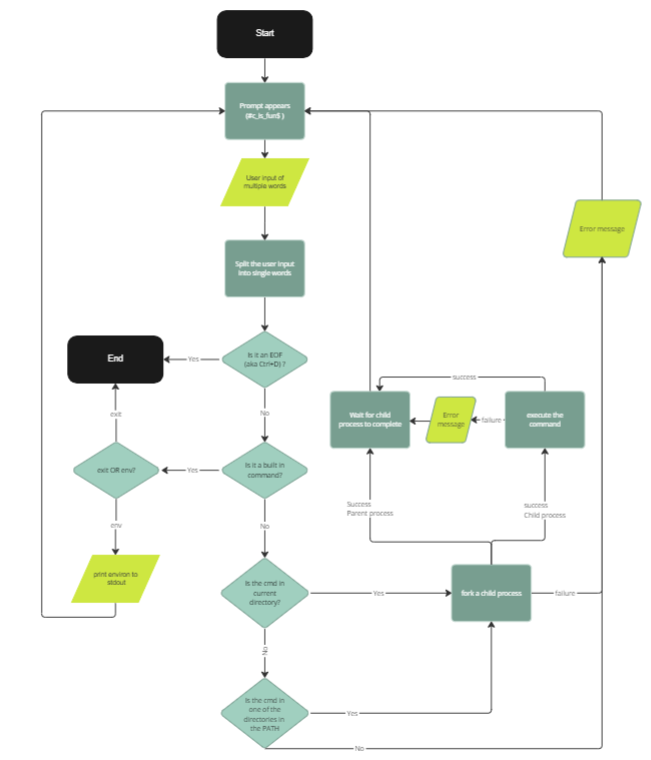 Start
Prompt appears
(#c_is_fun$ )
User input of
multiple words
Error message
Split the user input
into single words
Is it an EOF
(aka Ctrl+D) ?
Yes
End
No
success
Wait for child
process to complete
Error
message
failure
execute the
command
exit
Is it a built in
command?
Yes
exit OR env?
No
Success
Parent process
success
Child process
env
print environ to
stdout
Is the cmd in
current
directory?
Yes
fork a child process
failure
No
Is the cmd in
one of the
directories in
the PATH
Yes
No